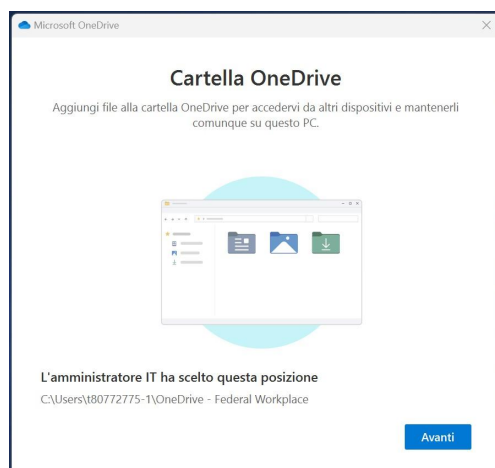 Microsoft OneDrive
Cartella OneDrive
Aggiungi file alla cartella OneDrive per accedervi da altri dispositivi e mantenerli
comunque su questo PC.
L'amministratore IT ha scelto questa posizione
C:\Users\t80772775-1\OneDrive - Federal Workplace
Avanti